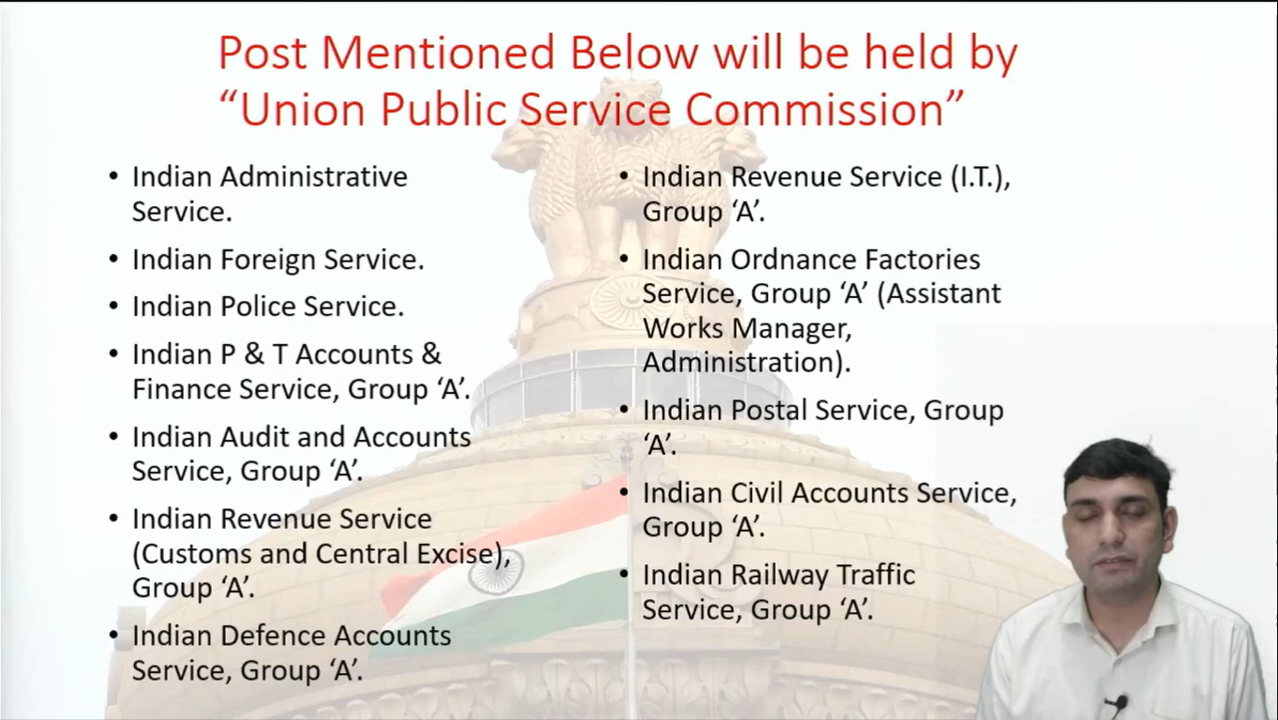 Post Mentioned Below will be held by
“Union Public Service Commission”
• Indian Administrative
Service.
• Indian Foreign Service.
• Indian Police Service.
• Indian P & T Accounts &
Finance Service, Group ‘A’.
• Indian Audit and Accounts
Service, Group ‘A’.
• Indian Revenue Service
(Customs and Central Excise),
Group ‘A’.
• Indian Defence Accounts
Service, Group ‘A’.
• Indian Revenue Service (I.T.),
Group ‘A’.
• Indian Ordnance Factories
Service, Group ‘A’ (Assistant
Works Manager,
Administration).
• Indian Postal Service, Group
‘A’.
• Indian Civil Accounts Service,
Group ‘A’.
• Indian Railway Traffic
Service, Group ‘A’.